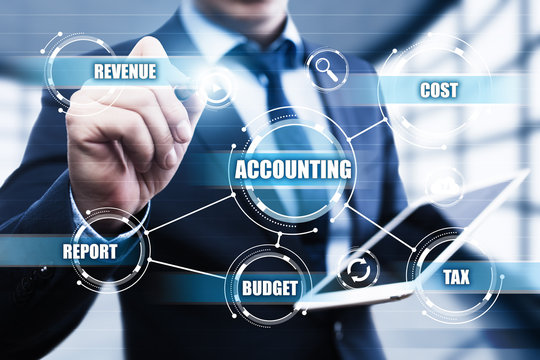 REVENUE
COST
ACCOUNTING
REPORT
BUDGET
TAX